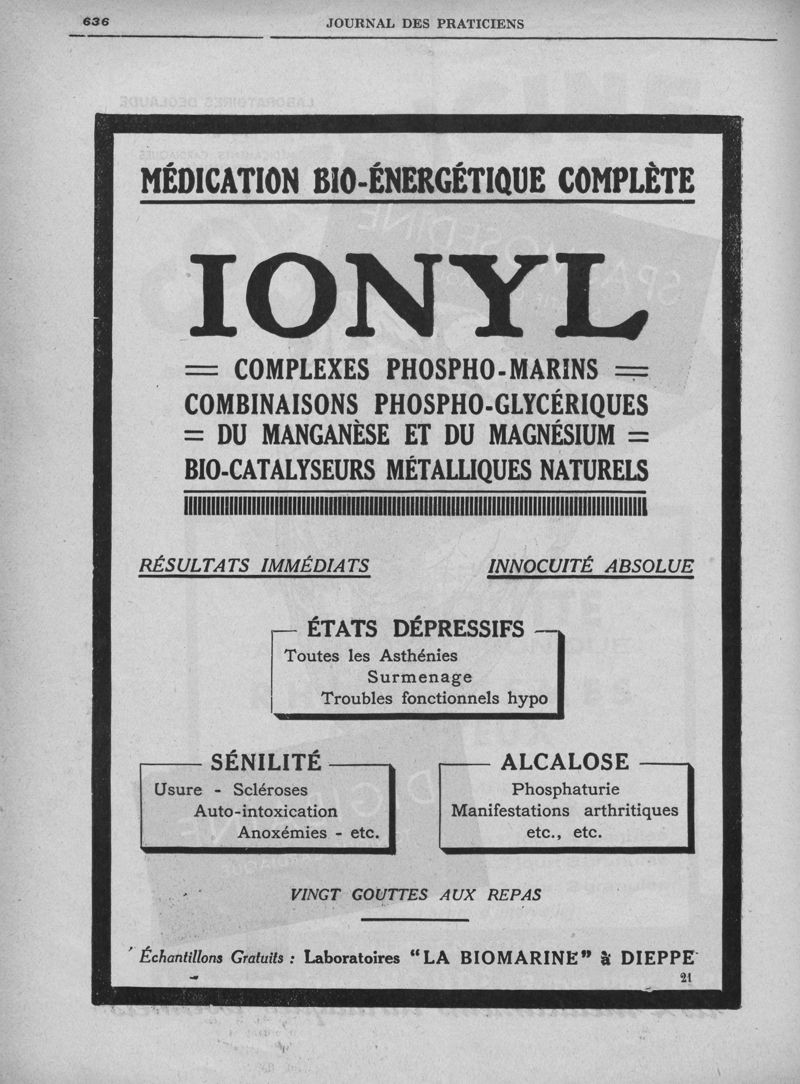 636
JOURNAL DES PRATICIENS
MÉDICATION BIO-ÉNERGÉTIQUE COMPLÈTE
IONYL
= COMPLEXES PHOSPHO-MARINS =
COMBINAISONS PHOSPHO-GLYCÉRIQUES
= DU MANGANÈSE ET DU MAGNÉSIUM =
BIO-CATALYSEURS MÉTALLIQUES NATURELS
RÉSULTATS IMMÉDIATS
INNOCUITÉ ABSOLUE
ÉTATS DÉPRESSIFS
Toutes les Asthénies
Surmenage
Troubles fonctionnels hypo
SÉNILITÉ
Usure - Scléroses
Auto-intoxication
Anoxémies - etc.
ALCALOSE
Phosphaturie
Manifestations arthritiques
etc., etc.
VINGT GOUTTES AUX REPAS
Échantillons Gratuits : Laboratoires "LA BIOMARINE" à DIEPPE
21